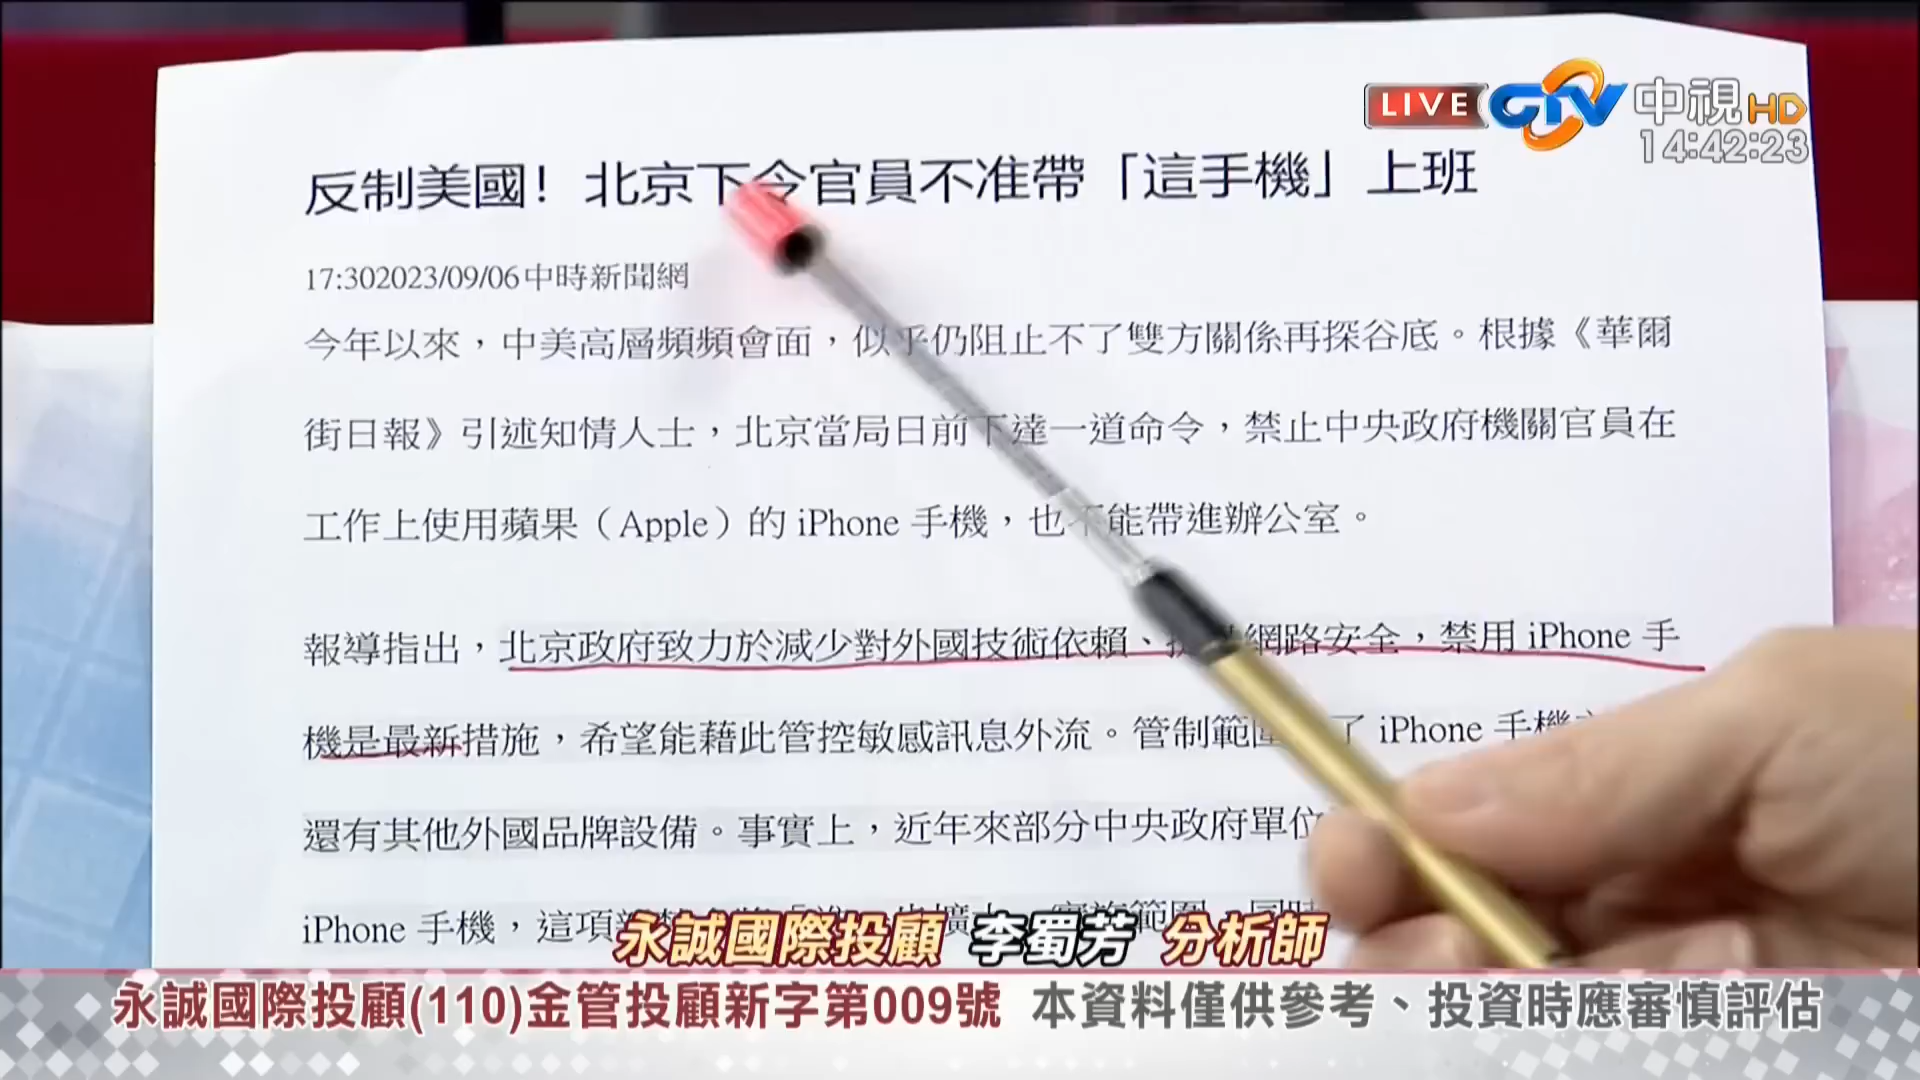 LIVE CTV 中視HD
14:42:23
反制美國！北京下令官員不准帶「這手機」上班
17:302023/09/06中時新聞網
今年以來，中美高層頻頻會面，似乎仍阻止不了雙方關係再探谷底。根據《華爾
街日報》引述知情人士，北京當局日前下達一道命令，禁止中央政府機關官員在
工作上使用蘋果（Apple）的 iPhone 手機，也不能帶進辦公室。
報導指出，北京政府致力於減少對外國技術依賴、網路安全，禁用 iPhone 手
機是最新措施，希望能藉此管控敏感訊息外流。管制範圍了 iPhone 手機
還有其他外國品牌設備。事實上，近年來部分中央政府單位
iPhone 手機，這項
永誠國際投顧 李蜀芳 分析師
永誠國際投顧(110)金管投顧新字第009號 本資料僅供參考、投資時應審慎評估